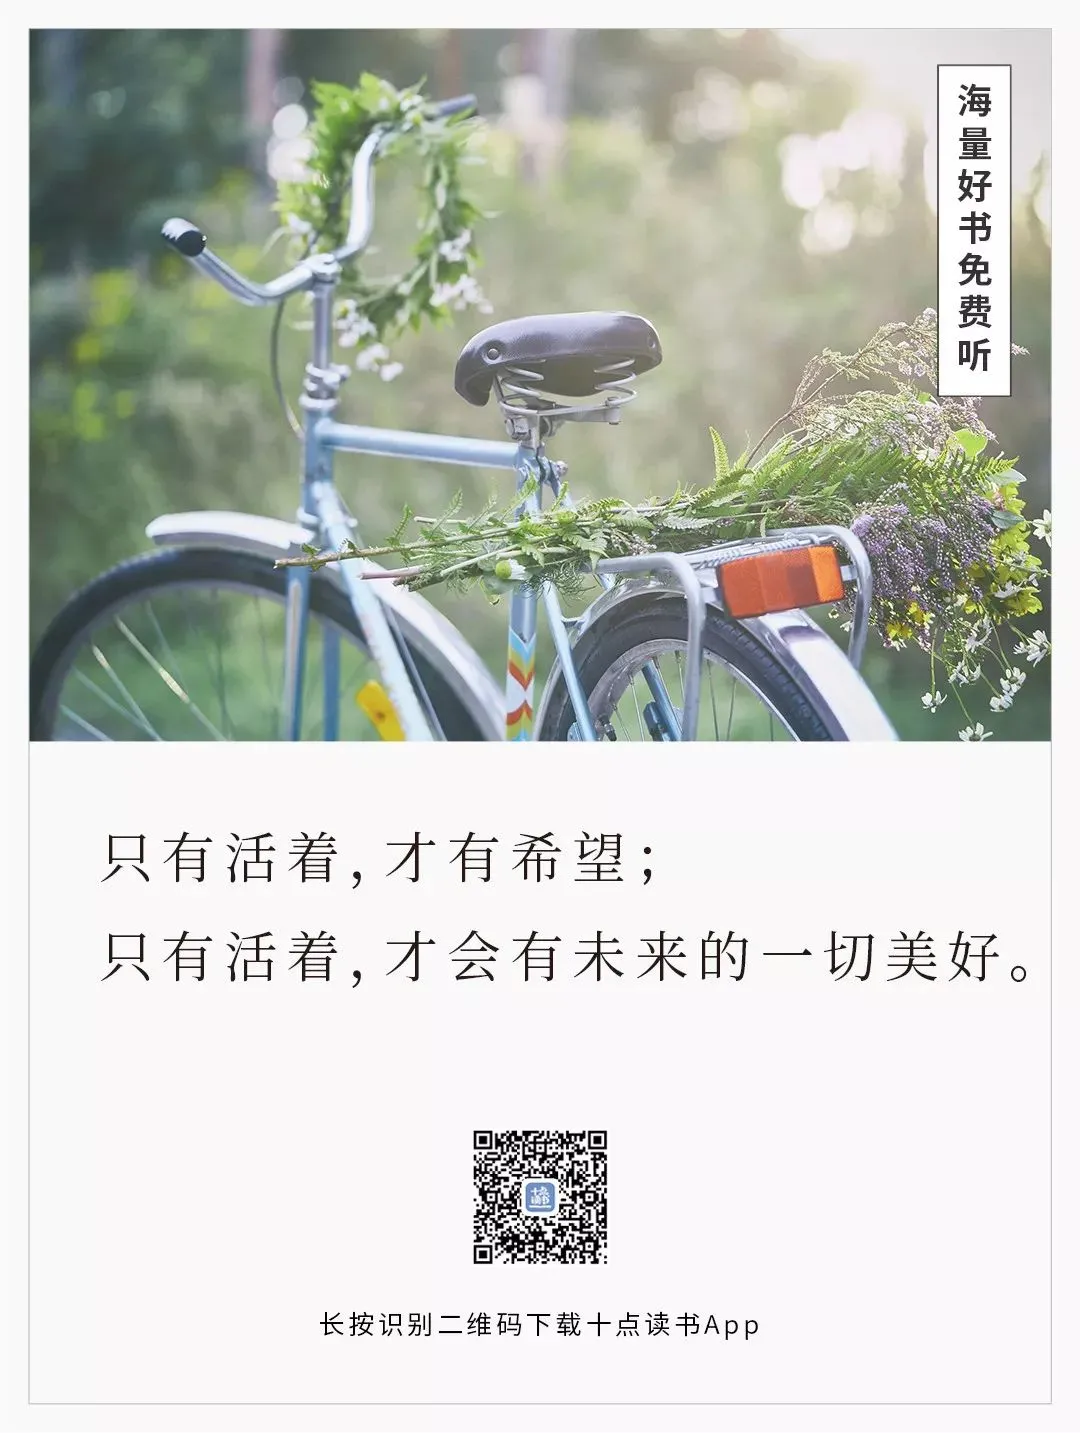 海量好书免费听
只有活着，才有希望；
只有活着，才会有未来的一切美好。
长按识别二维码下载十点读书App